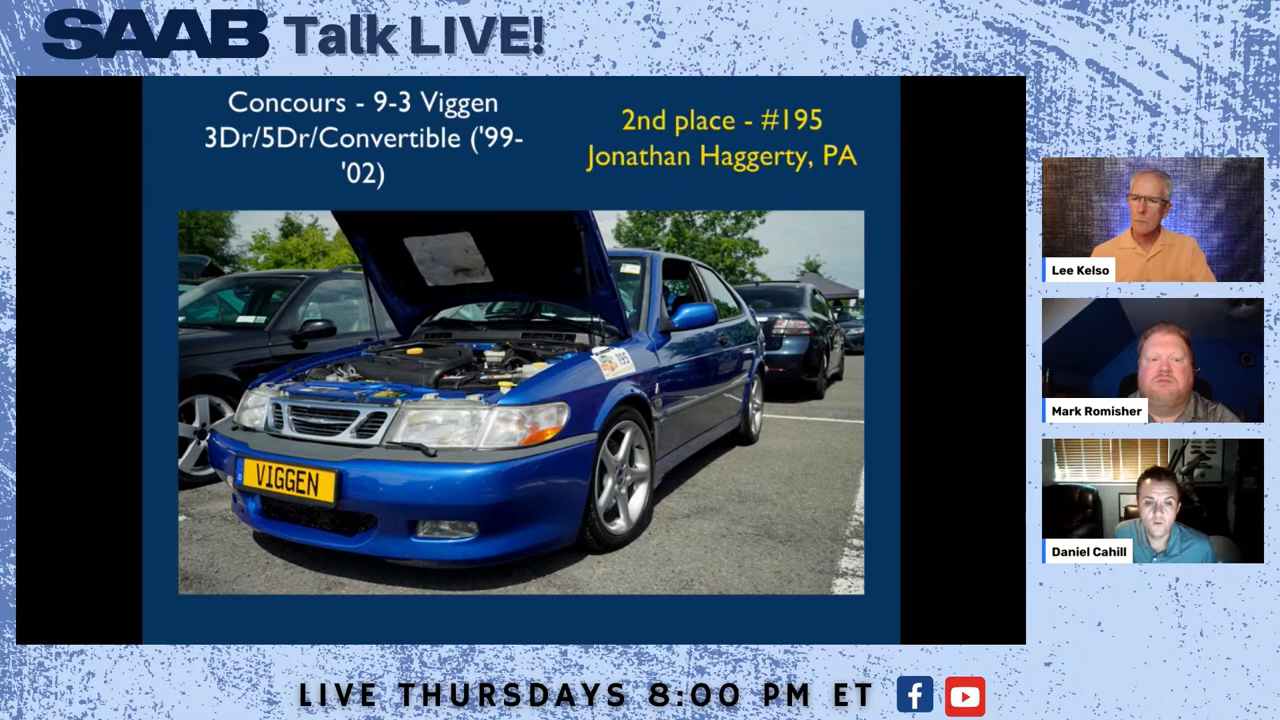 SAAB Talk LIVE!
Concours - 9-3 Viggen
3Dr/5Dr/Convertible ('99-
'02)
2nd place - #195
Jonathan Haggerty, PA
195
VIGGEN
Lee Kelso
Mark Romisher
Daniel Cahill
LIVE THURSDAYS 8:00 PM ET